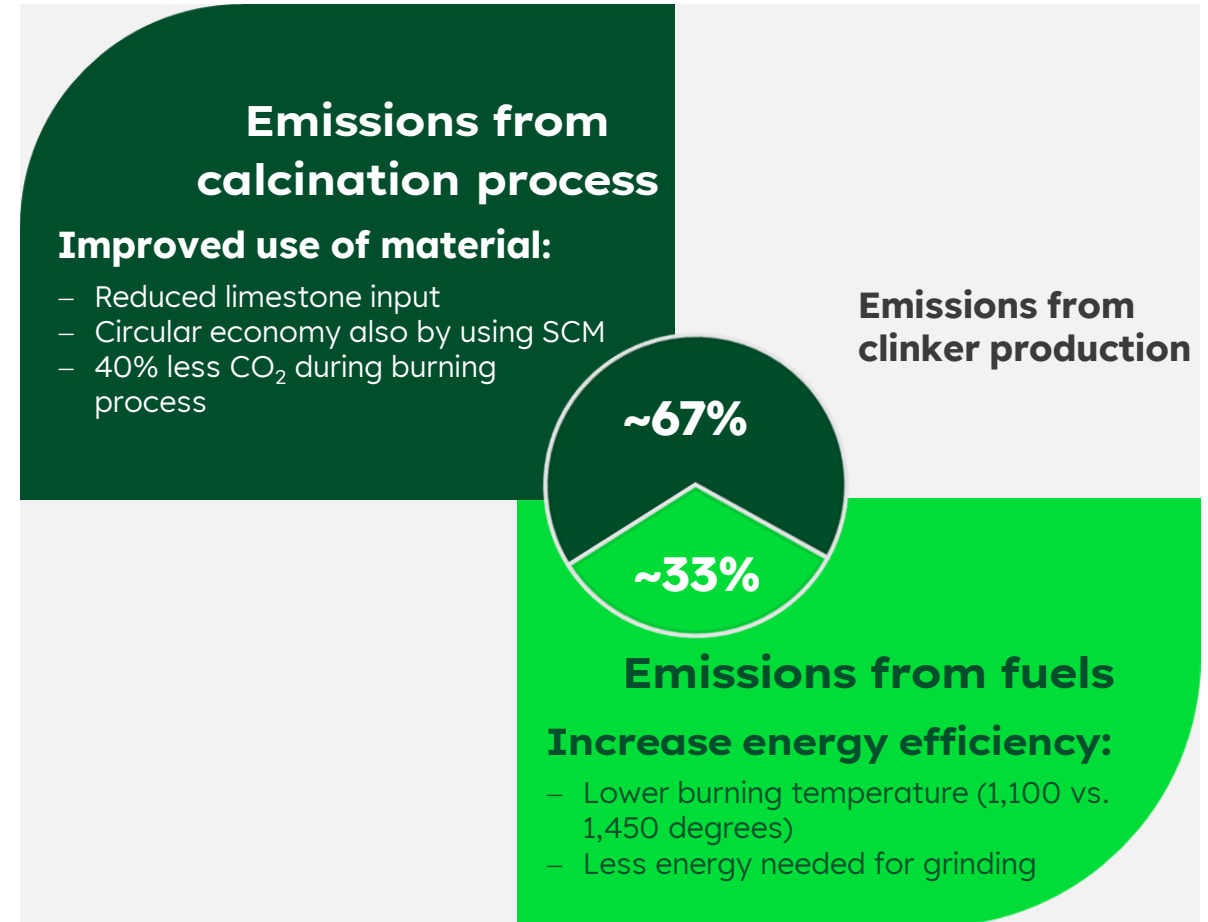 Emissions from
calcination process
Improved use of material:
– Reduced limestone input
– Circular economy also by using SCM
– 40% less CO₂ during burning
process
Emissions from
clinker production
~67%
~33%
Emissions from fuels
Increase energy efficiency:
– Lower burning temperature (1,100 vs.
1,450 degrees)
– Less energy needed for grinding